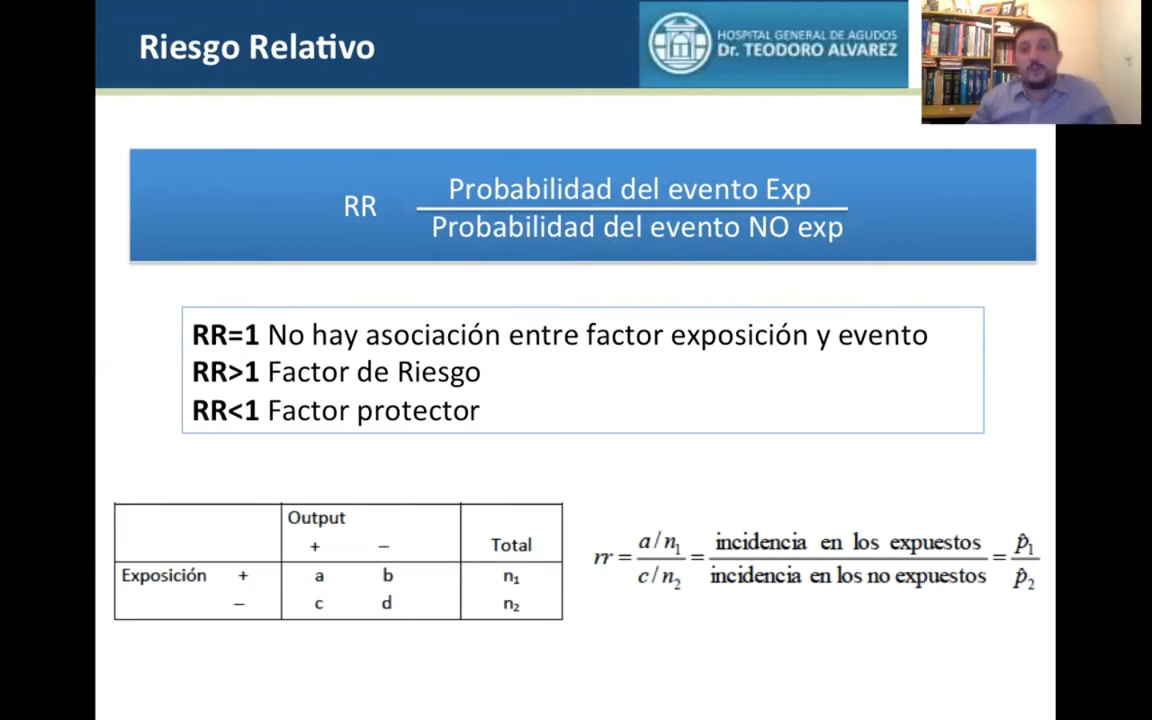 Riesgo Relativo
HOSPITAL GENERAL DE AGUDOS
Dr. TEODORO ALVAREZ
RR
Probabilidad del evento Exp
Probabilidad del evento NO exp
RR=1 No hay asociación entre factor exposición y evento
RR>1 Factor de Riesgo
RR<1 Factor protector
Output
+ − Total
Exposición + a b n₁
− c d n₂
rr = a/n₁ / c/n₂ = incidencia en los expuestos / incidencia en los no expuestos = p̂₁ / p̂₂